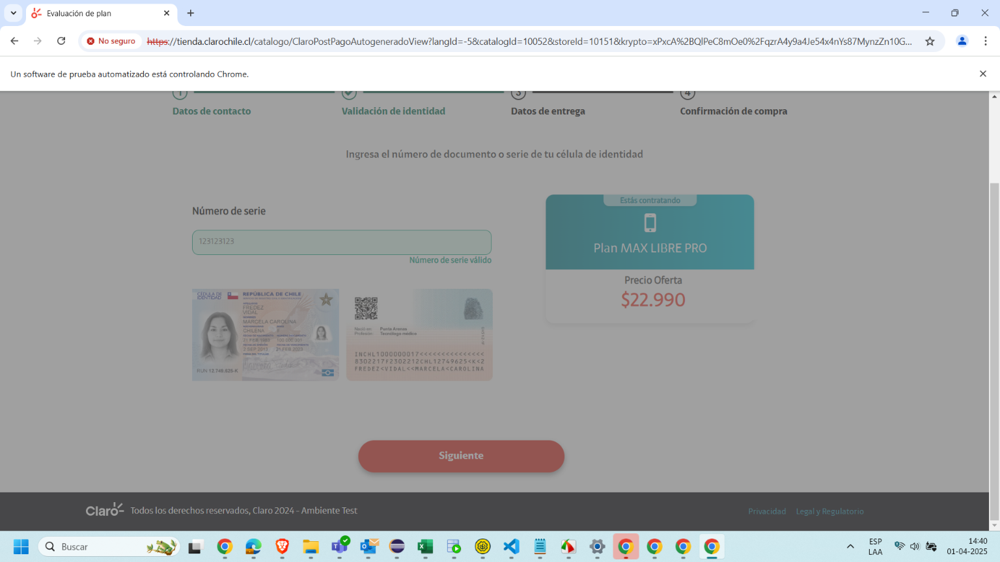 Evaluación de plan
No seguro
https://tienda.clarochile.cl/catalogo/ClaroPostPagoAutogeneradoView?langId=-5&catalogId=10052&storeId=10151&krypto=xPxcA%2BQlPeC8mOe0%2FqzrA4y9a4Je54x4nYs87MynzZn10G...
Un software de prueba automatizado está controlando Chrome.
1
3
4
Datos de contacto
Validación de identidad
Datos de entrega
Confirmación de compra
Ingresa el número de documento o serie de tu célula de identidad
Número de serie
123123123
Número de serie válido
CÉDULA DE IDENTIDAD
REPÚBLICA DE CHILE
FREDEZ
VIDAL
MARCELA CAROLINA
CHILENA
F
21 FEB 1983
100.000.001
2 SEP 2013
21 FEB 2023
RUN 12.749.625-K
Nació en: Punta Arenas
Profesión: Tecnólogo médico
INCHL1000000017<<<<<<<<<<<<<<<
8302217F2302212CHL12749625<K<2
FREDEZ<VIDAL<<MARCELA<CAROLINA
Estás contratando
Plan MAX LIBRE PRO
Precio Oferta
$22.990
Siguiente
Claro
Todos los derechos reservados, Claro 2024 - Ambiente Test
Privacidad
Legal y Regulatorio
Buscar
ESP
LAA
14:40
01-04-2025